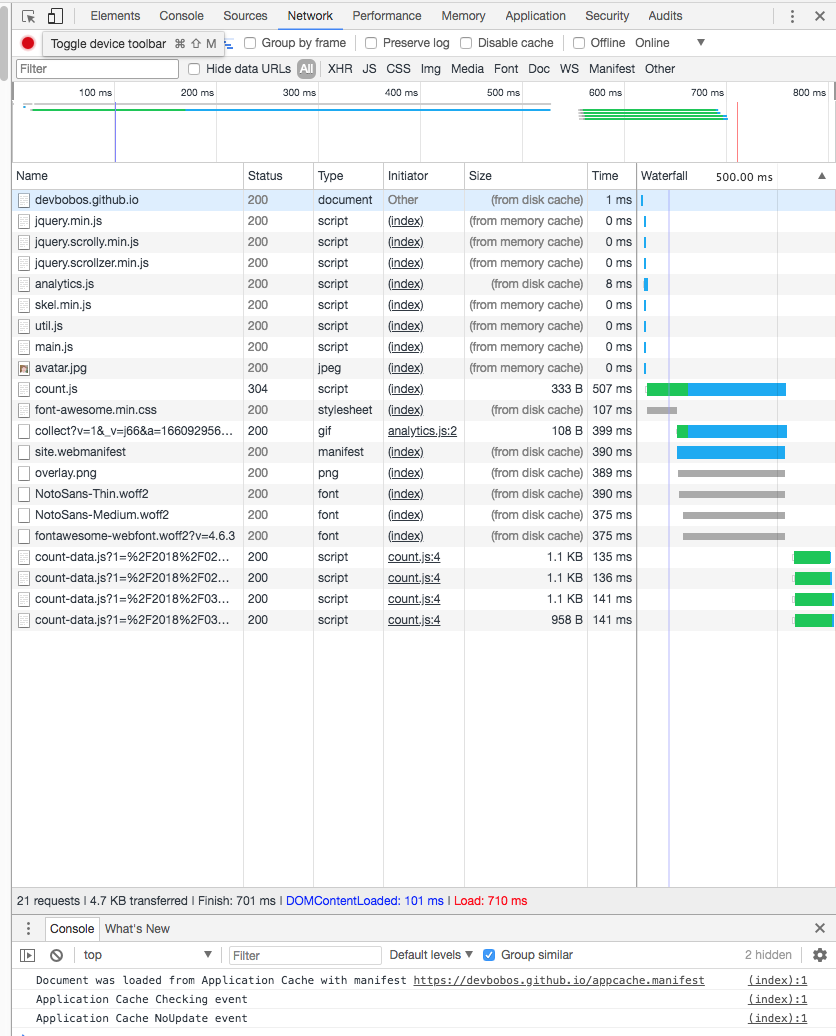 Elements Console Sources Network Performance Memory Application Security Audits
Toggle device toolbar ⌘ ⇧ M Group by frame Preserve log Disable cache Offline Online ▼
Filter Hide data URLs All XHR JS CSS Img Media Font Doc WS Manifest Other
100 ms 200 ms 300 ms 400 ms 500 ms 600 ms 700 ms 800 ms
Name Status Type Initiator Size Time Waterfall 500.00 ms ▲
devbobos.github.io 200 document Other (from disk cache) 1 ms
jquery.min.js 200 script (index) (from memory cache) 0 ms
jquery.scrolly.min.js 200 script (index) (from memory cache) 0 ms
jquery.scrollzer.min.js 200 script (index) (from memory cache) 0 ms
analytics.js 200 script (index) (from disk cache) 8 ms
skel.min.js 200 script (index) (from memory cache) 0 ms
util.js 200 script (index) (from memory cache) 0 ms
main.js 200 script (index) (from memory cache) 0 ms
avatar.jpg 200 jpeg (index) (from memory cache) 0 ms
count.js 304 script (index) 333 B 507 ms
font-awesome.min.css 200 stylesheet (index) (from disk cache) 107 ms
collect?v=1&_v=j66&a=166092956... 200 gif analytics.js:2 108 B 399 ms
site.webmanifest 200 manifest (index) (from disk cache) 390 ms
overlay.png 200 png (index) (from disk cache) 389 ms
NotoSans-Thin.woff2 200 font (index) (from disk cache) 390 ms
NotoSans-Medium.woff2 200 font (index) (from disk cache) 375 ms
fontawesome-webfont.woff2?v=4.6.3 200 font (index) (from disk cache) 375 ms
count-data.js?1=%2F2018%2F02... 200 script count.js:4 1.1 KB 135 ms
count-data.js?1=%2F2018%2F02... 200 script count.js:4 1.1 KB 136 ms
count-data.js?1=%2F2018%2F03... 200 script count.js:4 1.1 KB 141 ms
count-data.js?1=%2F2018%2F03... 200 script count.js:4 958 B 141 ms
21 requests | 4.7 KB transferred | Finish: 701 ms | DOMContentLoaded: 101 ms | Load: 710 ms
Console What's New
top ▼ Filter Default levels ▼ Group similar 2 hidden
Document was loaded from Application Cache with manifest https://devbobos.github.io/appcache.manifest (index):1
Application Cache Checking event (index):1
Application Cache NoUpdate event (index):1